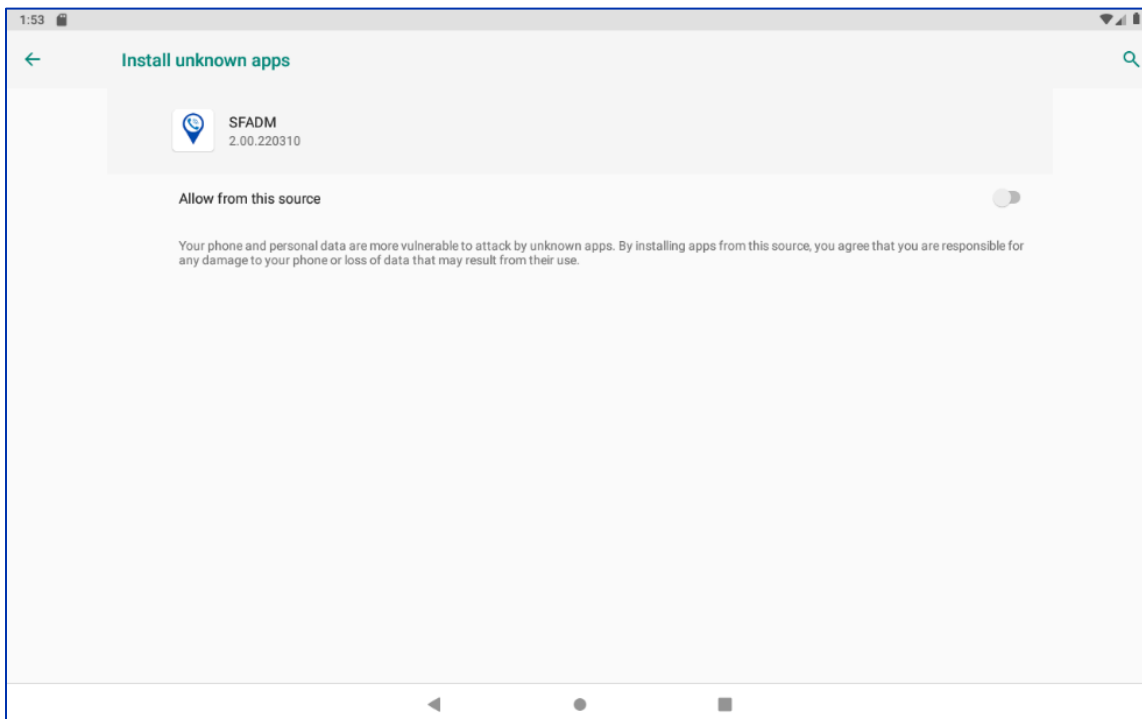 1:53
Install unknown apps
SFADM
2.00.220310
Allow from this source
Your phone and personal data are more vulnerable to attack by unknown apps. By installing apps from this source, you agree that you are responsible for
any damage to your phone or loss of data that may result from their use.